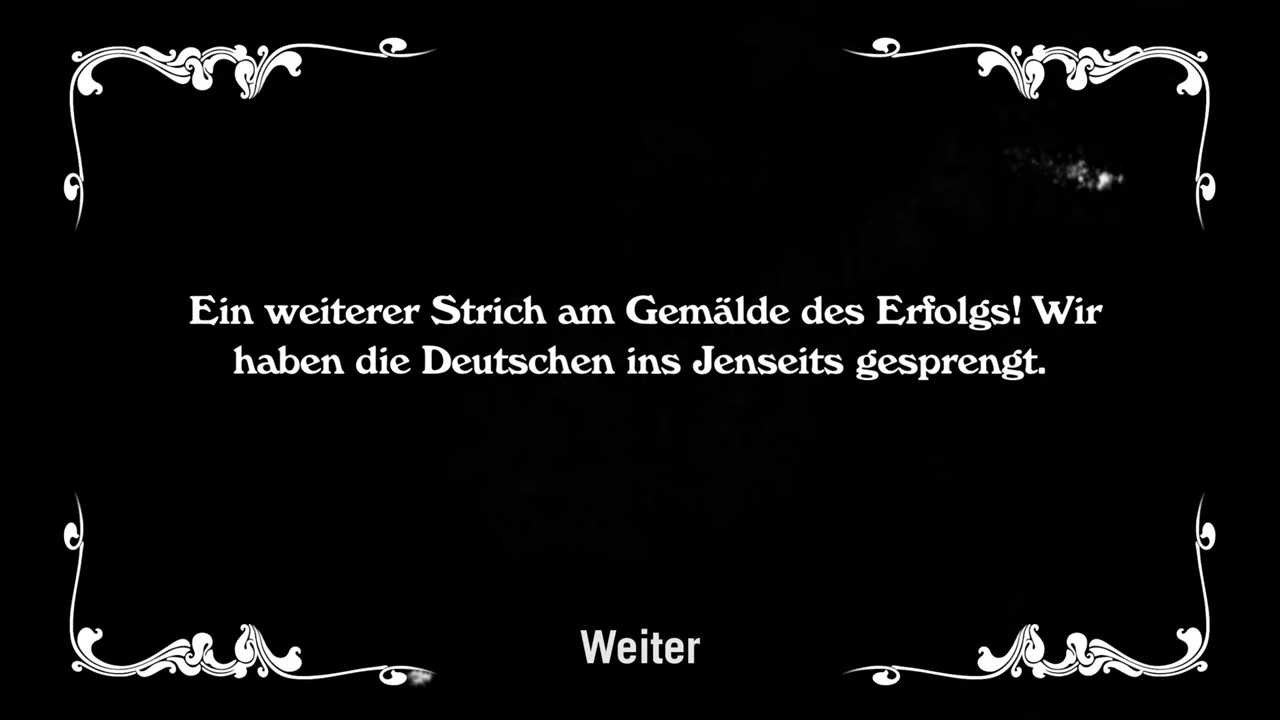 Ein weiterer Strich am Gemälde des Erfolgs! Wir
haben die Deutschen ins Jenseits gesprengt.
Weiter